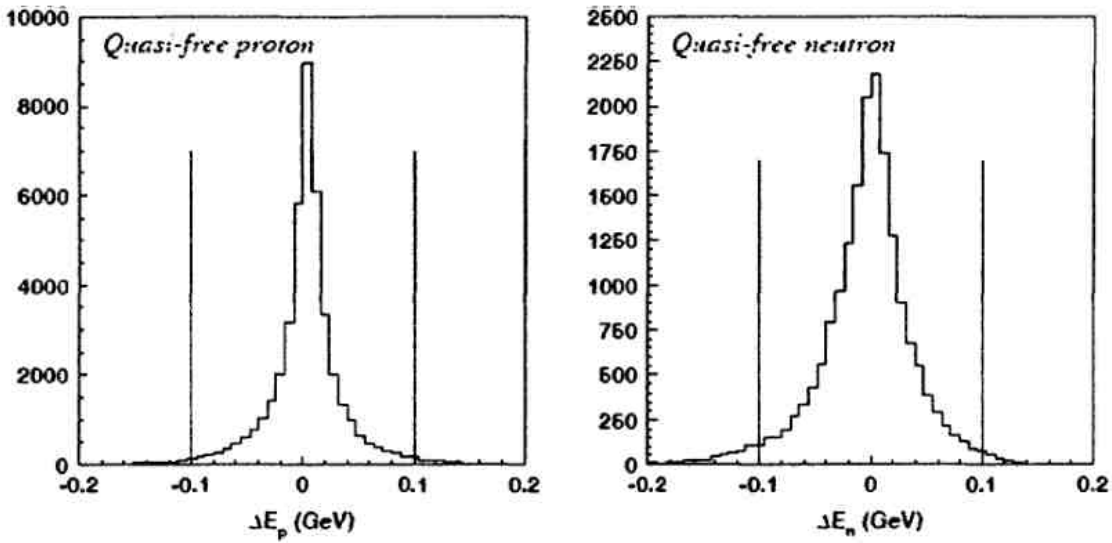 Quasi-free proton
10000
8000
6000
4000
2000
0
-0.2 -0.1 0 0.1 0.2
ΔE_p (GeV)
Quasi-free neutron
2500
2250
2000
1750
1500
1250
1000
750
500
250
0
-0.2 -0.1 0 0.1 0.2
ΔE_n (GeV)